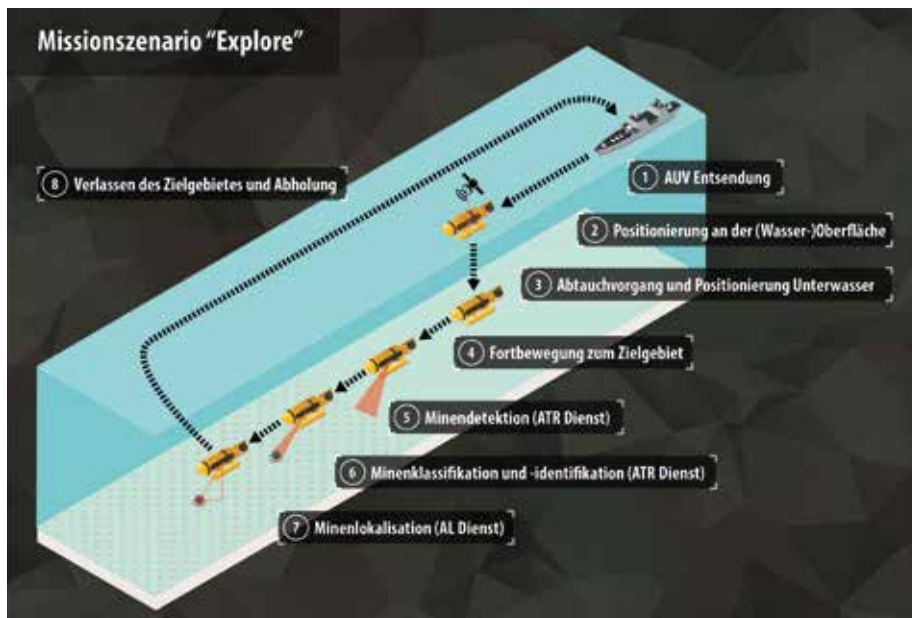 Missionszenario "Explore"
1 AUV Entsendung
2 Positionierung an der (Wasser-)Oberfläche
3 Abtauchvorgang und Positionierung Unterwasser
4 Fortbewegung zum Zielgebiet
5 Minendetektion (ATR Dienst)
6 Minenklassifikation und -identifikation (ATR Dienst)
7 Minenlokalisation (AL Dienst)
8 Verlassen des Zielgebietes und Abholung